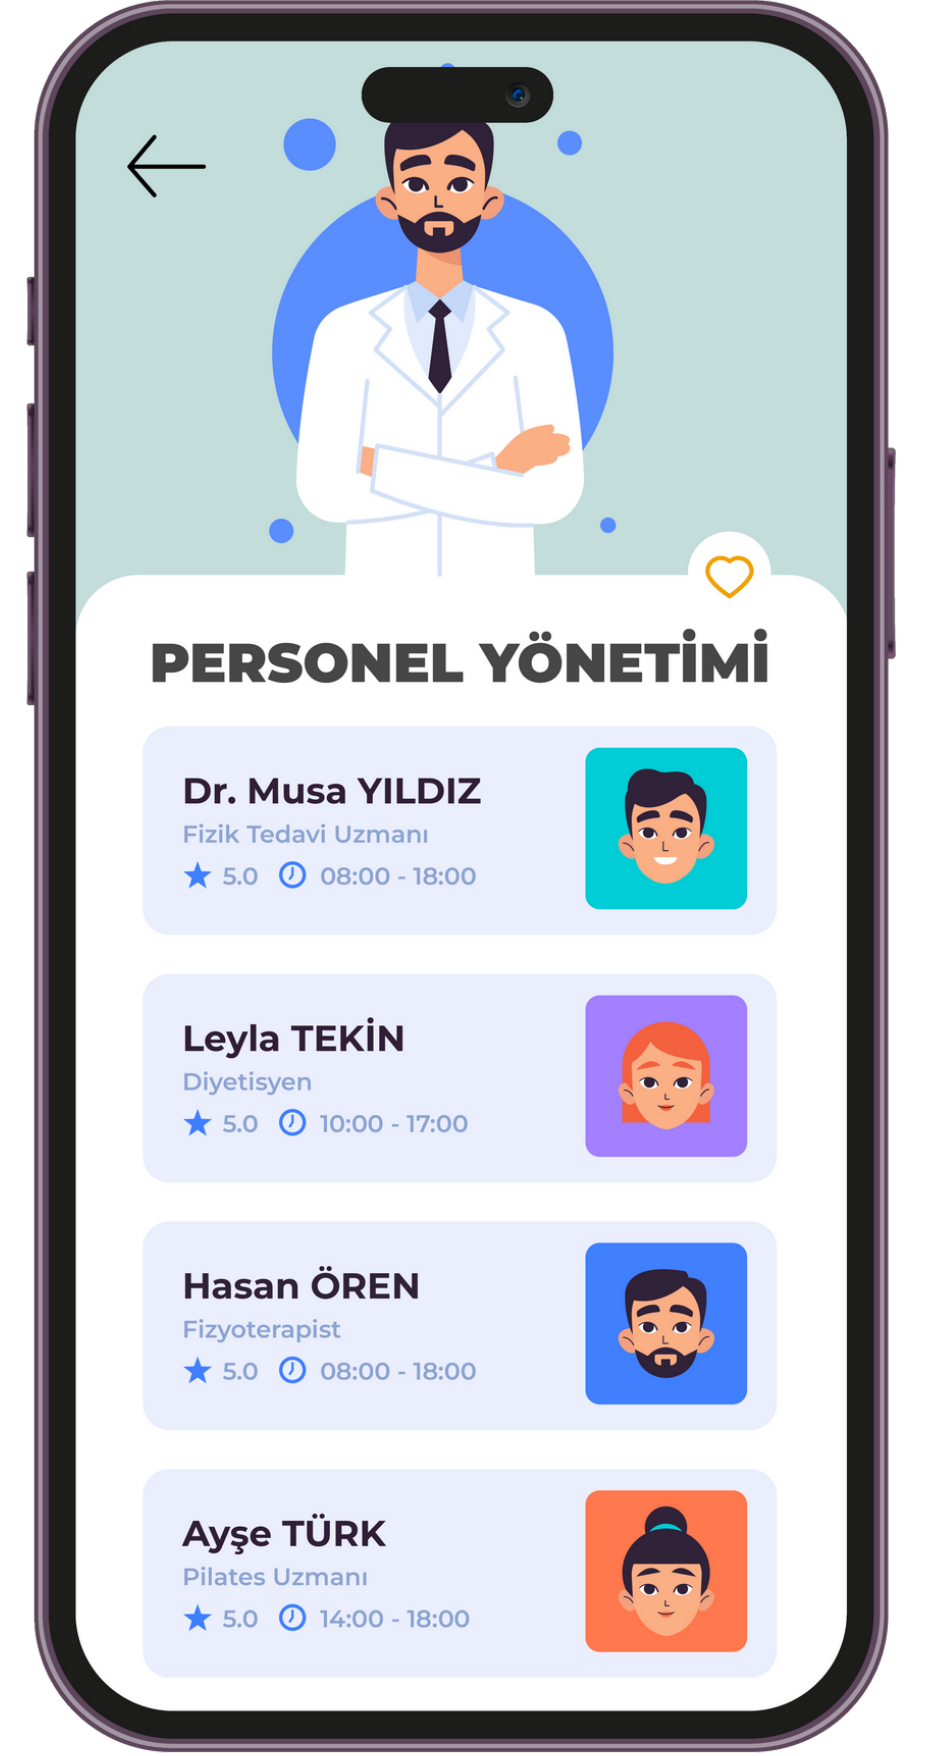 PERSONEL YÖNETİMİ
Dr. Musa YILDIZ
Fizik Tedavi Uzmanı
5.0 08:00 - 18:00
Leyla TEKİN
Diyetisyen
5.0 10:00 - 17:00
Hasan ÖREN
Fizyoterapist
5.0 08:00 - 18:00
Ayşe TÜRK
Pilates Uzmanı
5.0 14:00 - 18:00